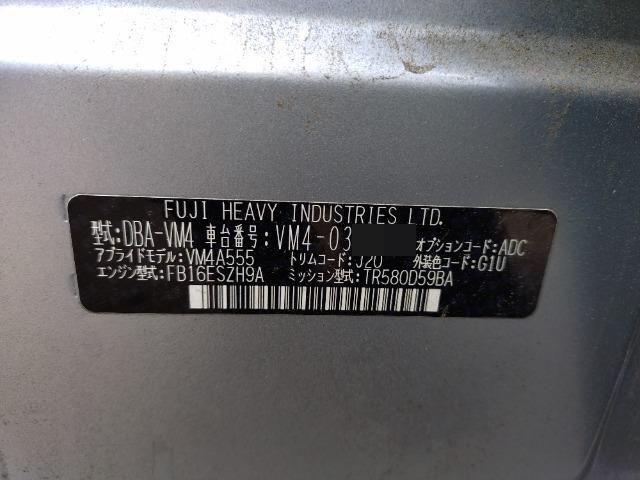 FUJI HEAVY INDUSTRIES LTD.
型式:DBA-VM4 車台番号:VM4-03 オプションコード:ADC
アプライドモデル:VM4A555 トリムコード:J20 外装色コード:G1U
エンジン型式:FB16ESZH9A ミッション型式:TR580D59BA